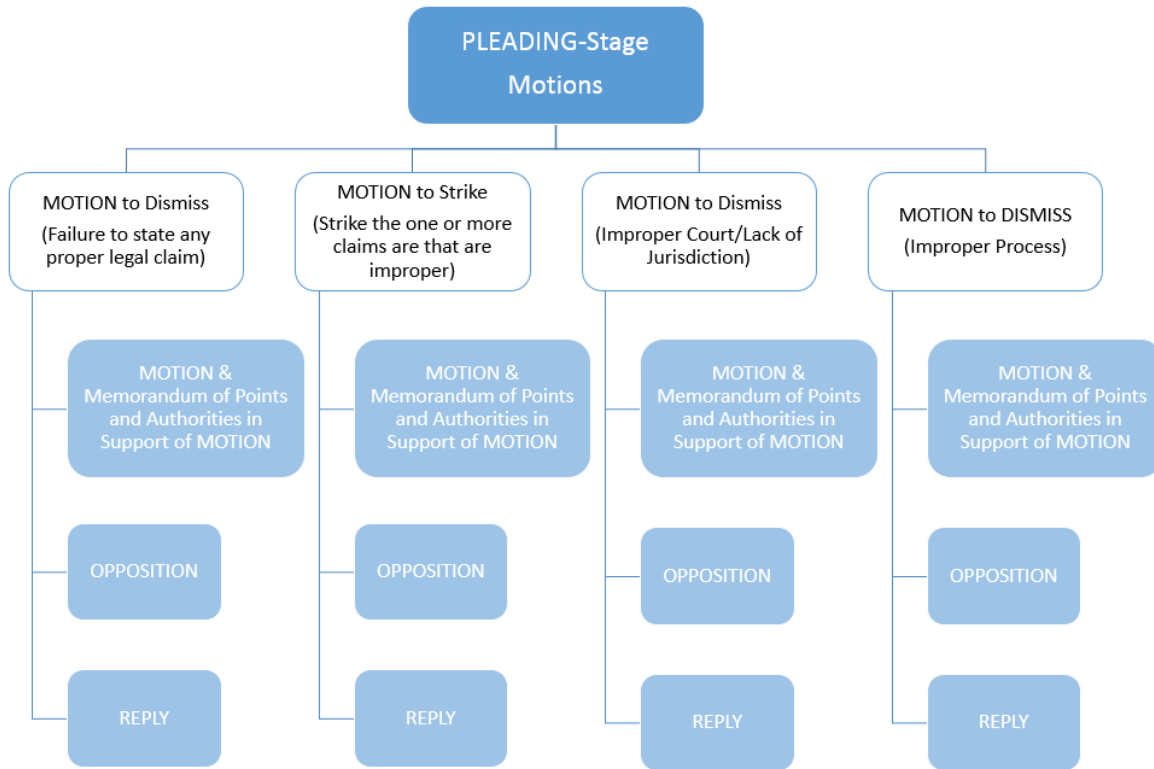 PLEADING-Stage
Motions
MOTION to Dismiss
(Failure to state any
proper legal claim)
MOTION &
Memorandum of Points
and Authorities in
Support of MOTION
OPPOSITION
REPLY
MOTION to Strike
(Strike the one or more
claims are that are
improper)
MOTION &
Memorandum of Points
and Authorities in
Support of MOTION
OPPOSITION
REPLY
MOTION to Dismiss
(Improper Court/Lack of
Jurisdiction)
MOTION &
Memorandum of Points
and Authorities in
Support of MOTION
OPPOSITION
REPLY
MOTION to DISMISS
(Improper Process)
MOTION &
Memorandum of Points
and Authorities in
Support of MOTION
OPPOSITION
REPLY